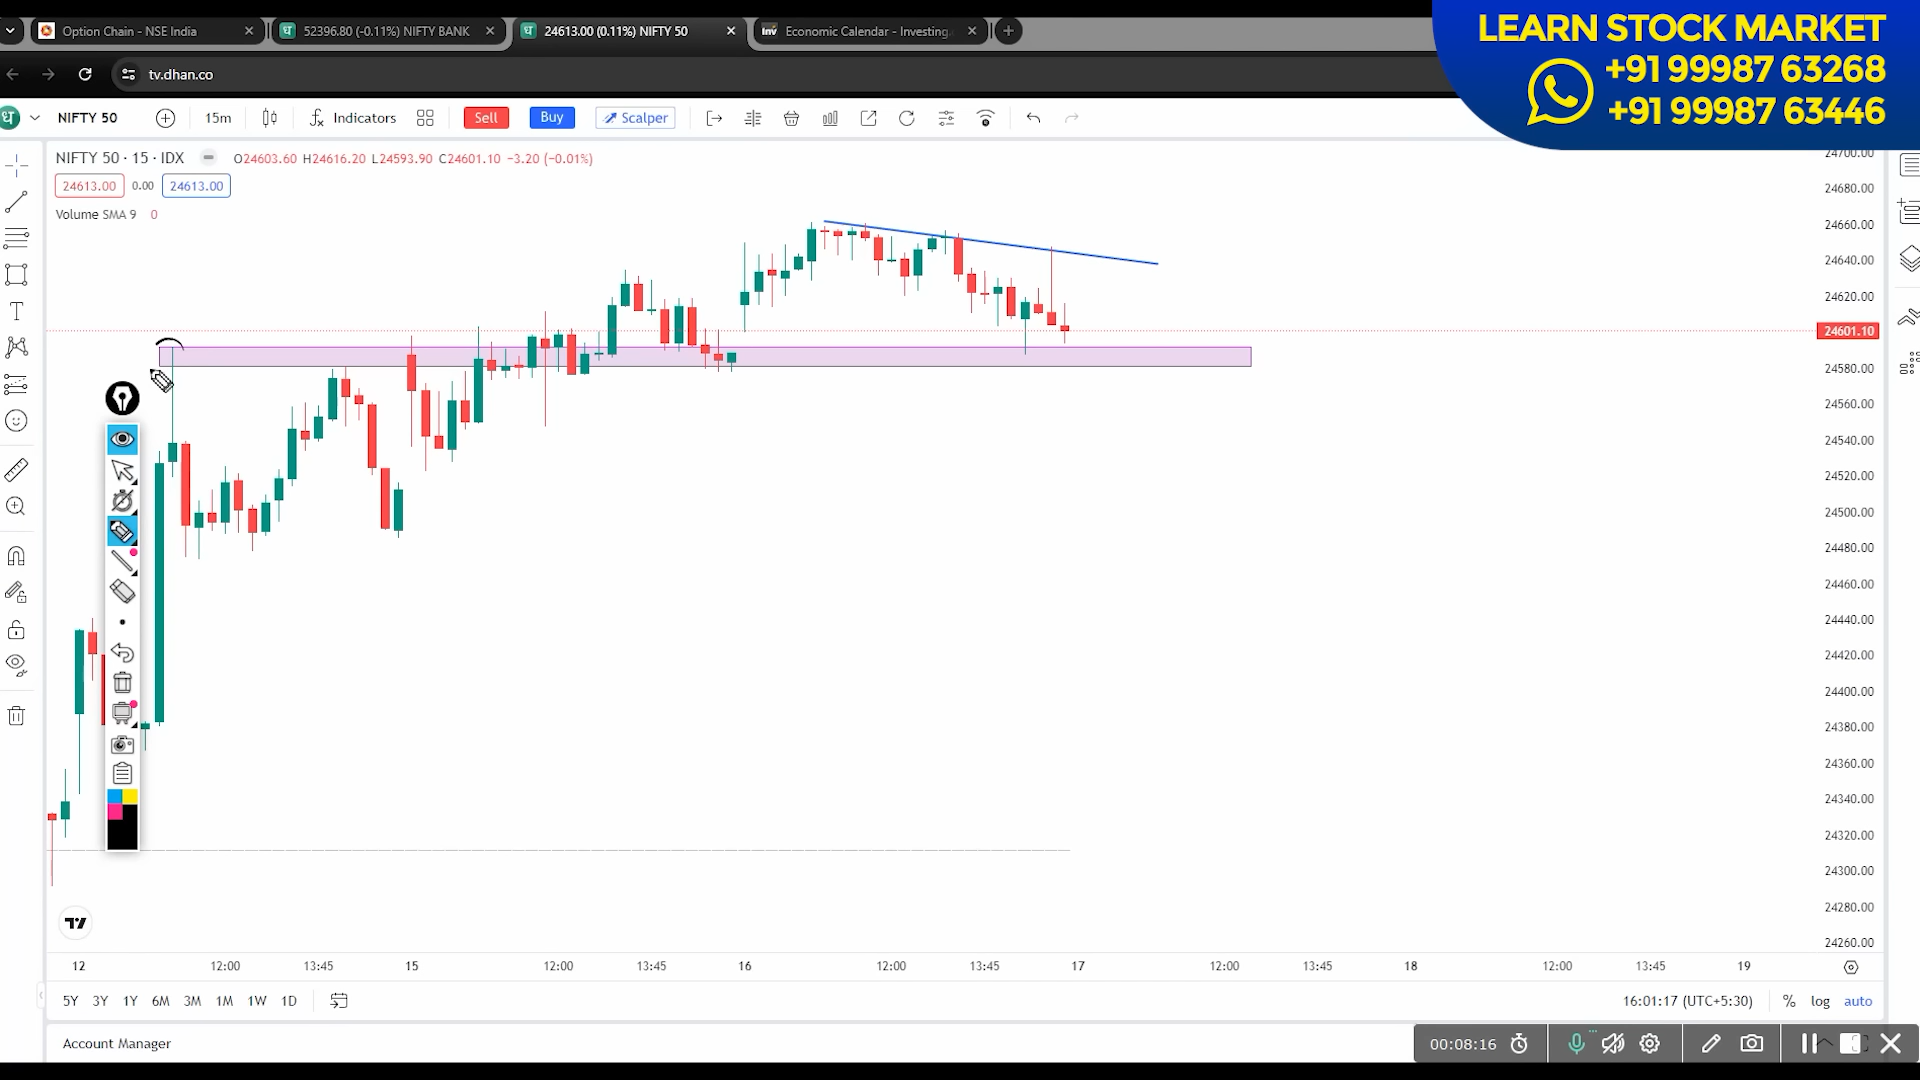 Option Chain - NSE India
52396.80 (-0.11%) NIFTY BANK
24613.00 (0.11%) NIFTY 50
Economic Calendar - Investing.
LEARN STOCK MARKET
+91 99987 63268
+91 99987 63446
tv.dhan.co
NIFTY 50
15m
Indicators
Sell
Buy
Scalper
NIFTY 50 · 15 · IDX
O24603.60 H24616.20 L24593.90 C24601.10 −3.20 (−0.01%)
24613.00 0.00 24613.00
Volume SMA 9 0
24700.00
24680.00
24660.00
24640.00
24620.00
24601.10
24580.00
24560.00
24540.00
24520.00
24500.00
24480.00
24460.00
24440.00
24420.00
24400.00
24380.00
24360.00
24340.00
24320.00
24300.00
24280.00
24260.00
12 12:00 13:45 15 12:00 13:45 16 12:00 13:45 17 12:00 13:45 18 12:00 13:45 19
5Y 3Y 1Y 6M 3M 1M 1W 1D
16:01:17 (UTC+5:30) % log auto
Account Manager
00:08:16